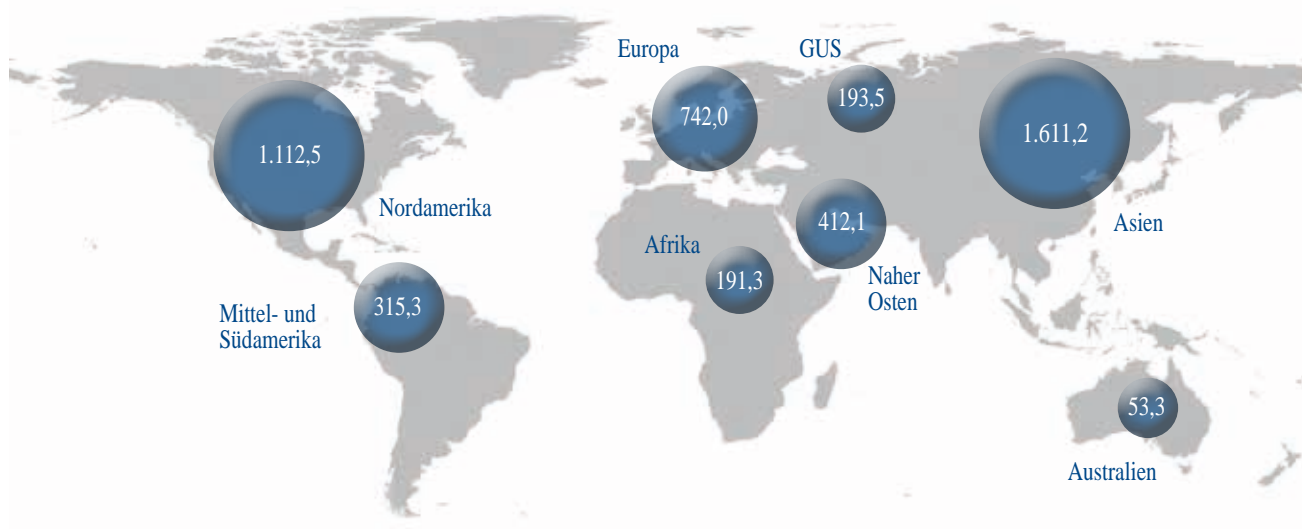 Europa
GUS
742,0
193,5
1.611,2
1.112,5
Nordamerika
412,1
Asien
Afrika
191,3
Naher
Osten
315,3
Mittel- und
Südamerika
53,3
Australien